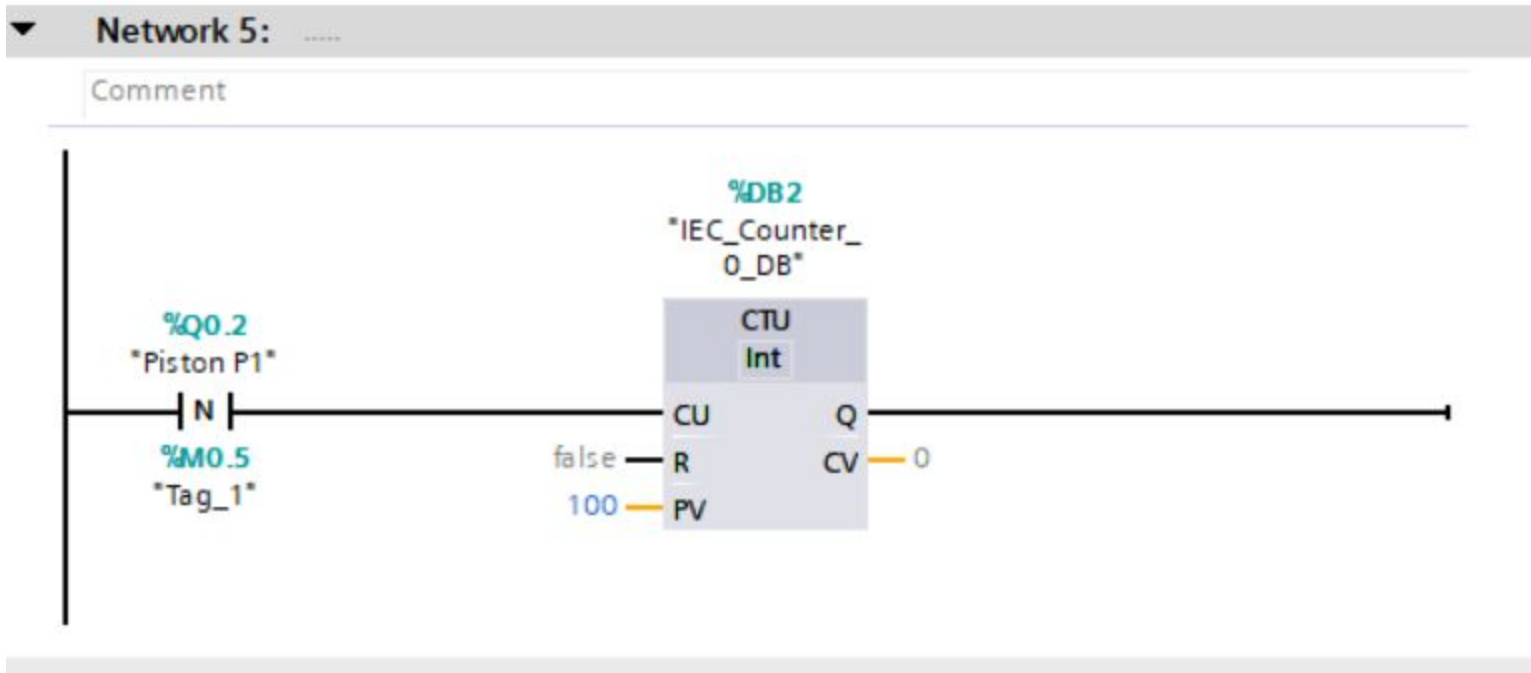 Network 5: .....
Comment
%DB2
"IEC_Counter_
0_DB"
CTU
Int
%Q0.2
"Piston P1"
N
%M0.5
"Tag_1"
CU Q
false R CV 0
100 PV